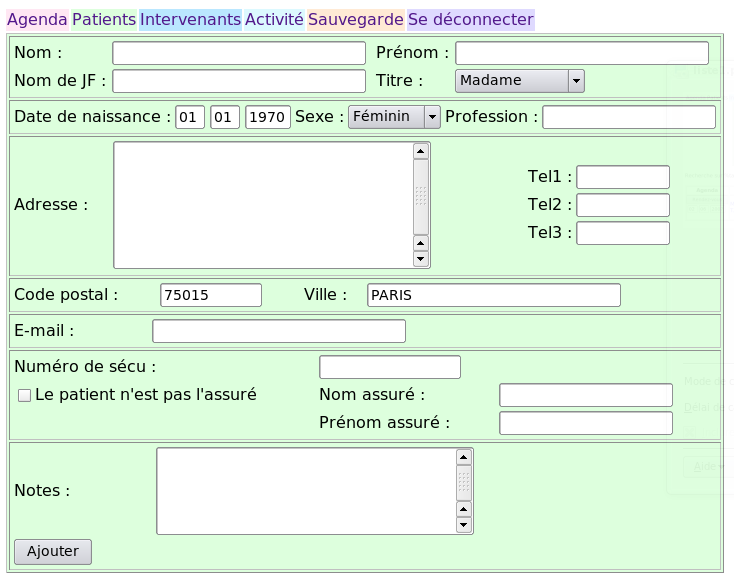 Agenda Patients Intervenants Activité Sauvegarde Se déconnecter
Nom : Prénom :
Nom de JF : Titre : Madame
Date de naissance : 01 01 1970 Sexe : Féminin Profession :
Adresse :
Tel1 :
Tel2 :
Tel3 :
Code postal : 75015 Ville : PARIS
E-mail :
Numéro de sécu :
Le patient n'est pas l'assuré Nom assuré :
Prénom assuré :
Notes :
Ajouter